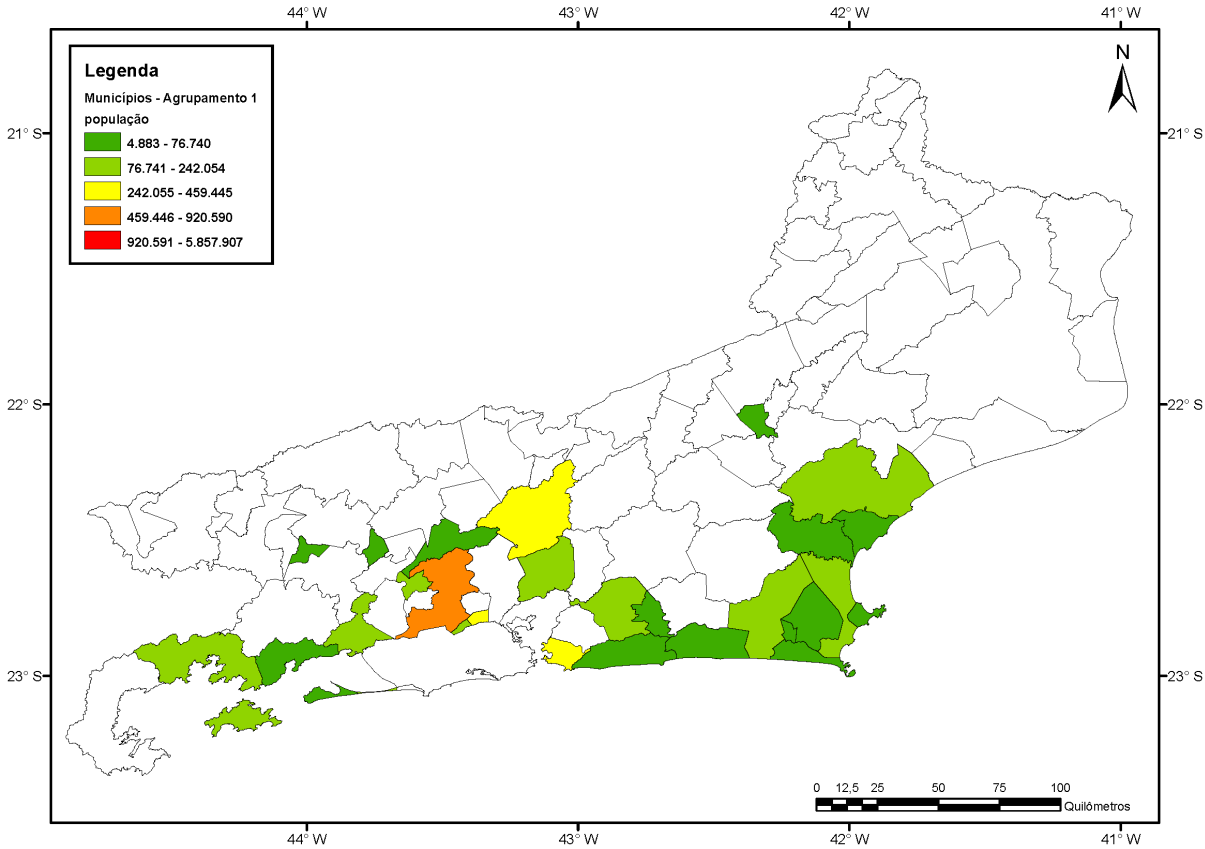 44° W 43° W 42° W 41° W
N
Legenda
Municípios - Agrupamento 1
população
4.883 - 76.740
76.741 - 242.054
242.055 - 459.445
459.446 - 920.590
920.591 - 5.857.907
21° S 21° S
22° S 22° S
23° S 23° S
0 12,5 25 50 75 100
Quilômetros
44° W 43° W 42° W 41° W